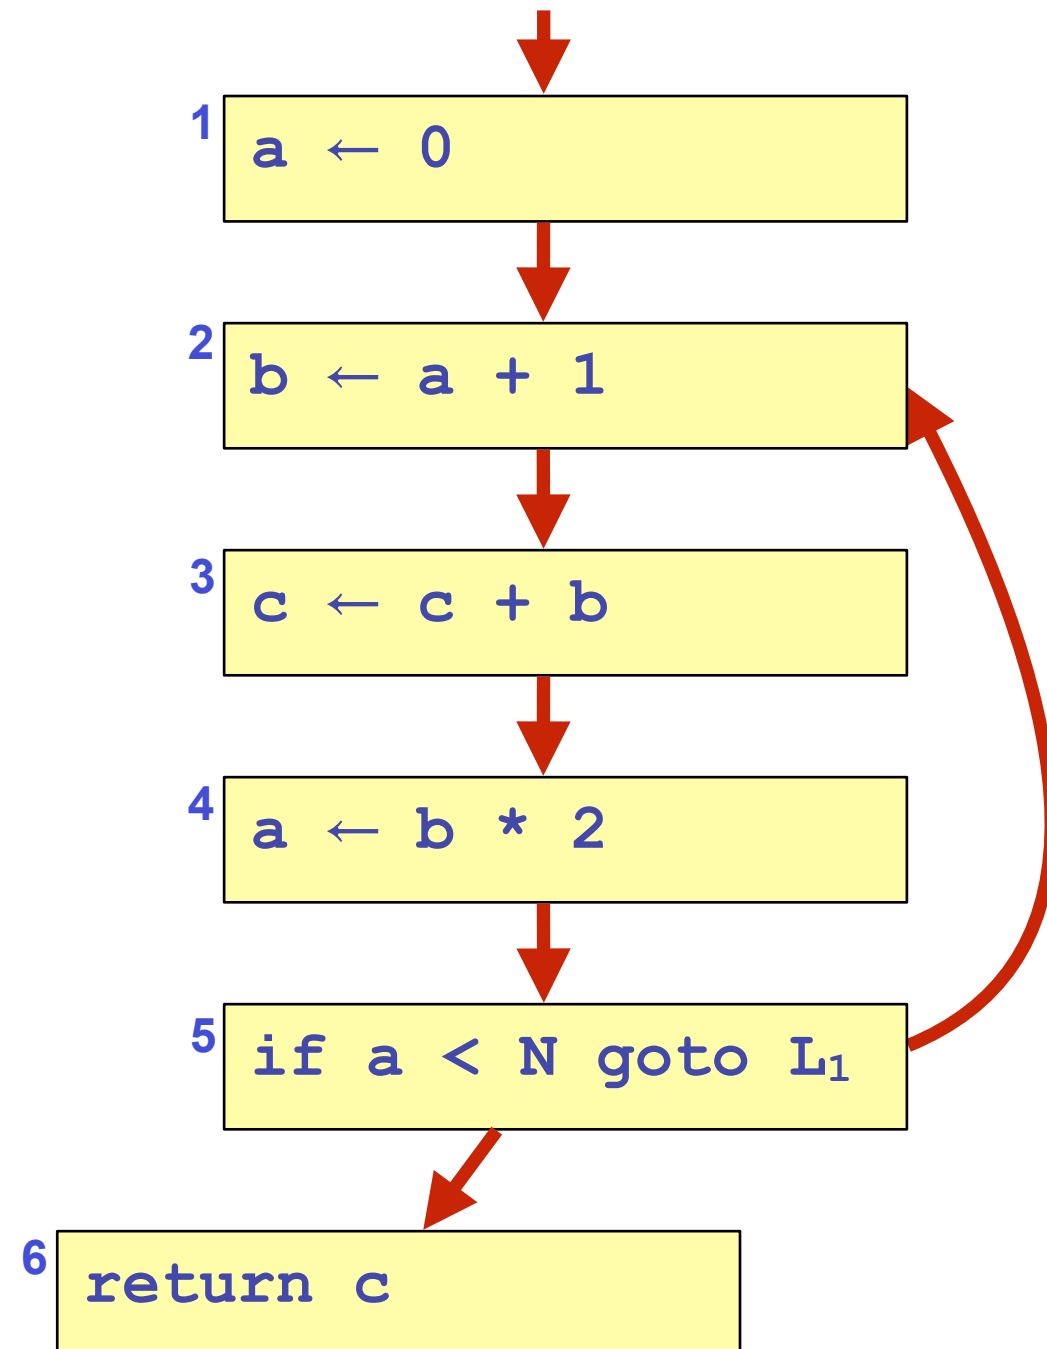 1
a ← 0
2
b ← a + 1
3
c ← c + b
4
a ← b * 2
5
if a < N goto L₁
6
return c